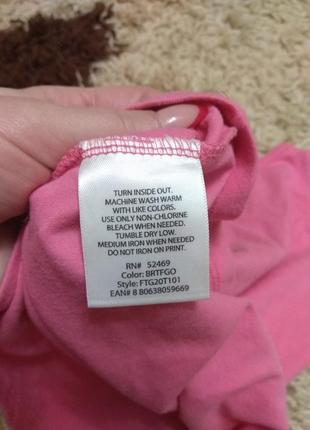 TURN INSIDE OUT.
MACHINE WASH WARM
WITH LIKE COLORS.
USE ONLY NON-CHLORINE
BLEACH WHEN NEEDED.
TUMBLE DRY LOW.
MEDIUM IRON WHEN NEEDED
DO NOT IRON ON PRINT.
RN# 52469
Color: BRTFGO
Style: FTG20T101
EAN# 8 80638059669